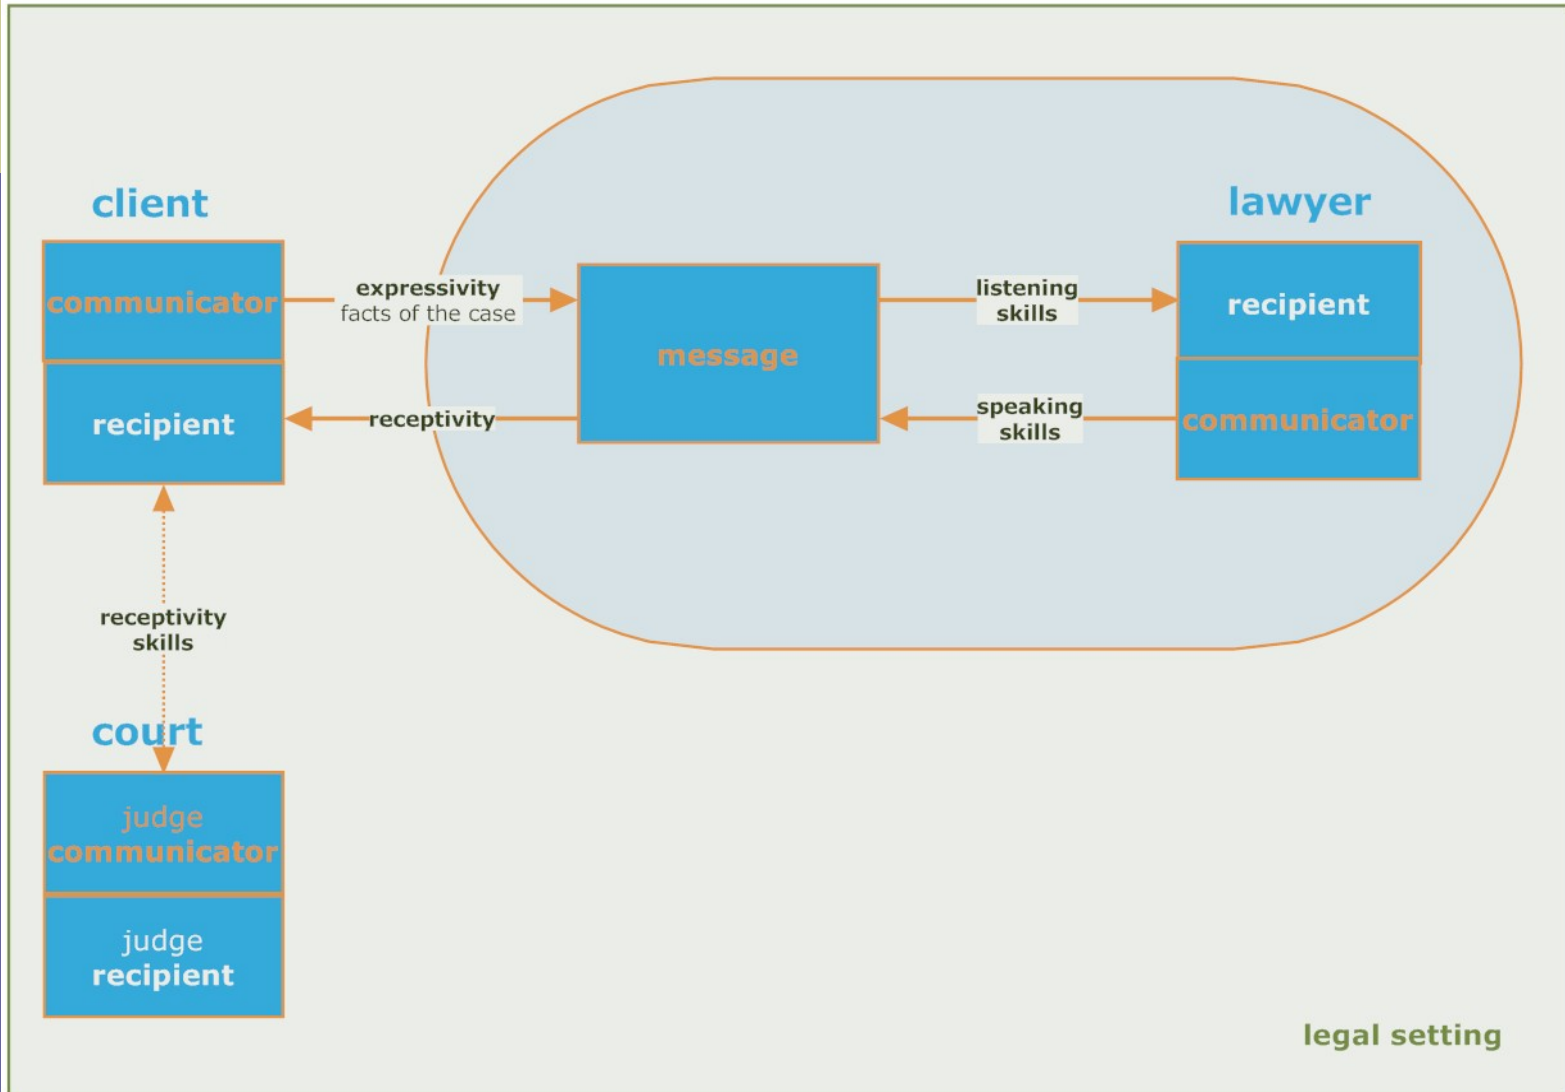 client
lawyer
communicator
expressivity
facts of the case
message
listening
skills
recipient
recipient
receptivity
speaking
skills
communicator
receptivity
skills
court
judge
communicator
judge
recipient
legal setting